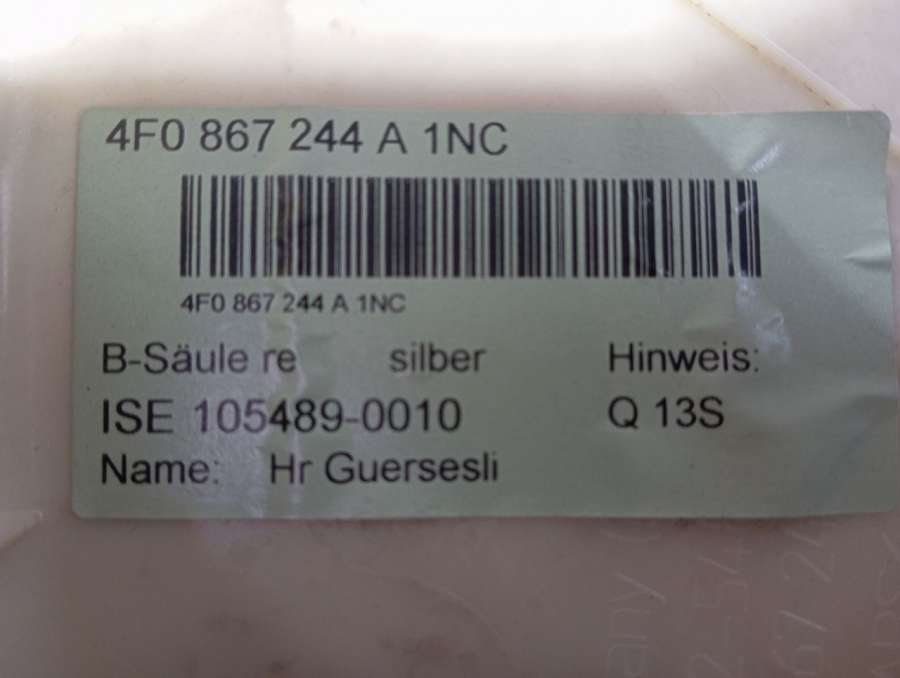 4F0 867 244 A 1NC
4F0 867 244 A 1NC
B-Säule re silber Hinweis:
ISE 105489-0010 Q 13S
Name: Hr Guersesli